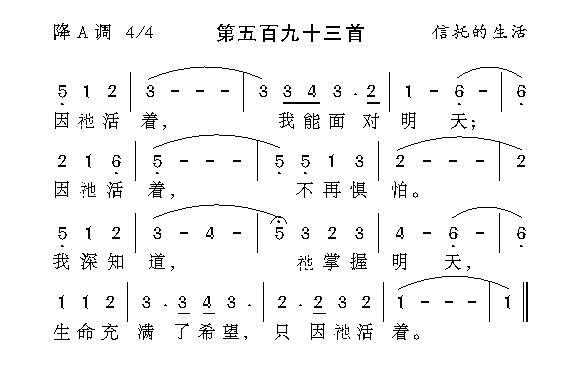 降A调 4/4 第五百九十三首 信托的生活
5 1 2 | 3 - - - | 3 3 4 3 · 2 | 1 - 6 - | 6
因祂活着，我能面对明天；
2 1 6 | 5 - - - | 5 5 1 3 | 2 - - - | 2
因祂活着，不再惧怕。
5 1 2 | 3 - 4 - | 5 3 2 3 | 4 - 6 - | 6
我深知道，祂掌握明天，
1 1 2 | 3 · 3 4 3 · | 2 · 2 3 2 | 1 - - - | 1 ‖
生命充满了希望，只因祂活着。